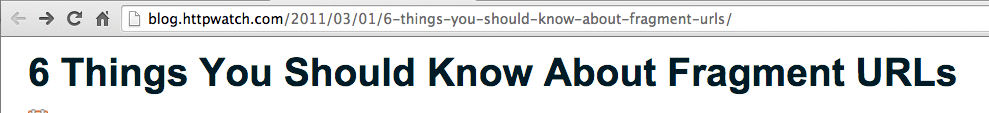 blog.httpwatch.com/2011/03/01/6-things-you-should-know-about-fragment-urls/
6 Things You Should Know About Fragment URLs